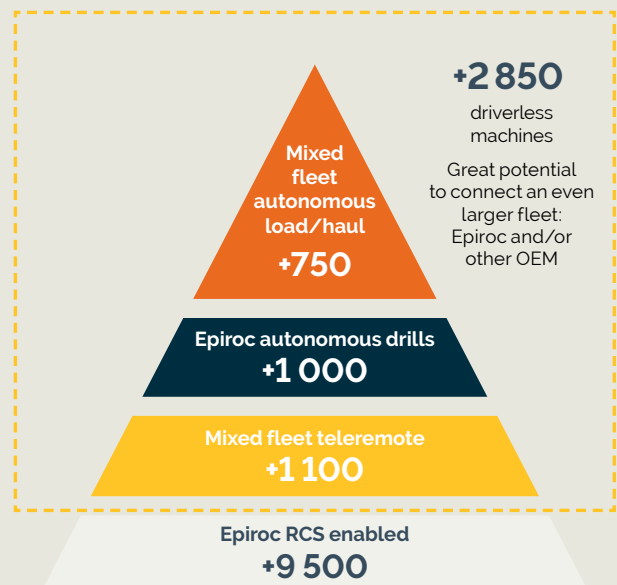 +2 850
driverless
machines
Great potential
to connect an even
larger fleet:
Epiroc and/or
other OEM
Mixed
fleet
autonomous
load/haul
+750
Epiroc autonomous drills
+1 000
Mixed fleet teleremote
+1 100
Epiroc RCS enabled
+9 500